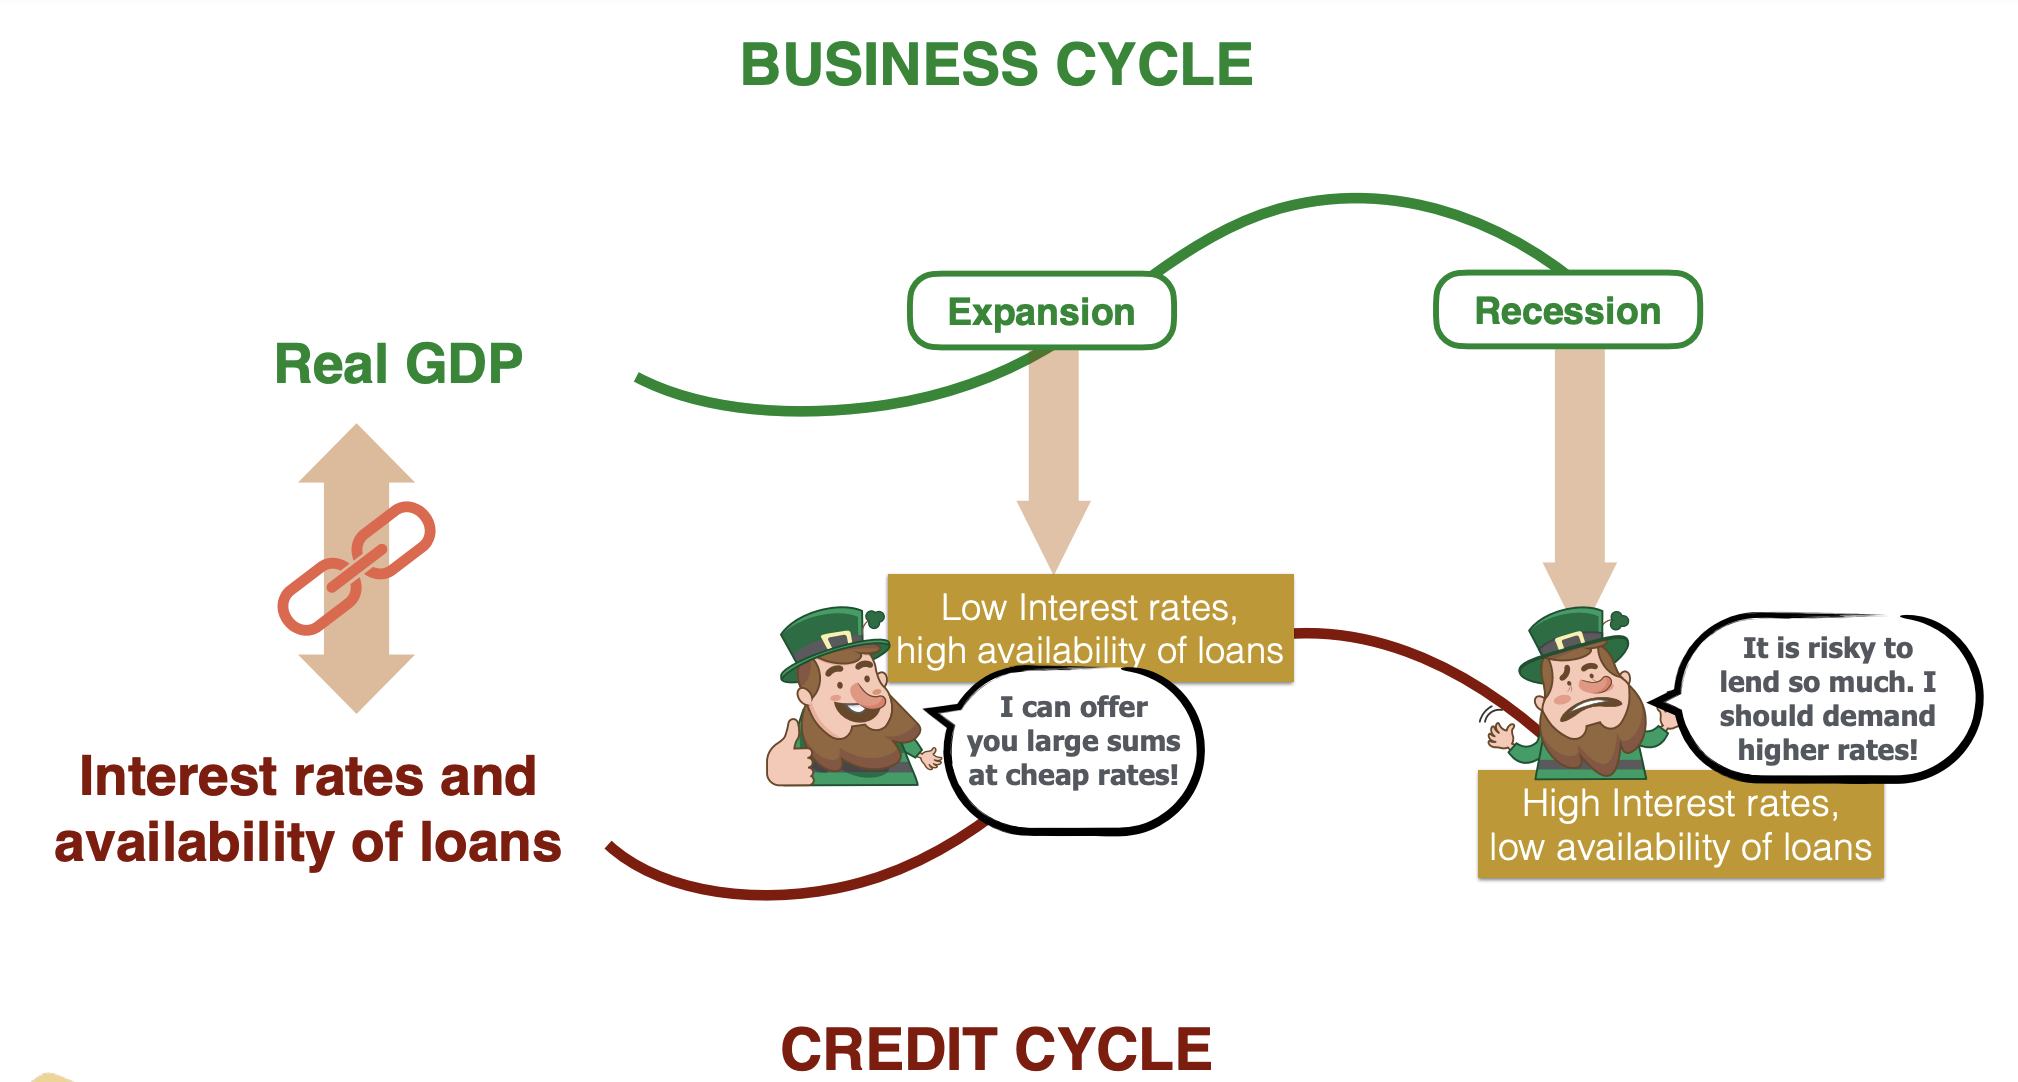 BUSINESS CYCLE
Expansion
Recession
Real GDP
Low Interest rates,
high availability of loans
I can offer
you large sums
at cheap rates!
It is risky to
lend so much. I
should demand
higher rates!
Interest rates and
availability of loans
High Interest rates,
low availability of loans
CREDIT CYCLE